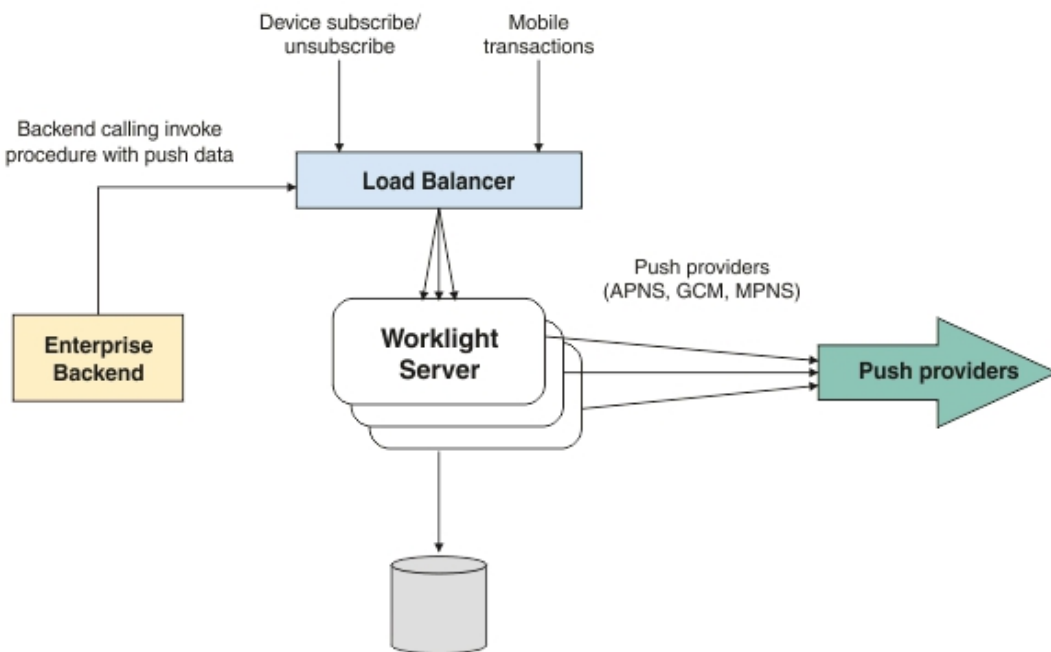 Device subscribe/
unsubscribe
Mobile
transactions
Backend calling invoke
procedure with push data
Load Balancer
Push providers
(APNS, GCM, MPNS)
Enterprise
Backend
Worklight
Server
Push providers